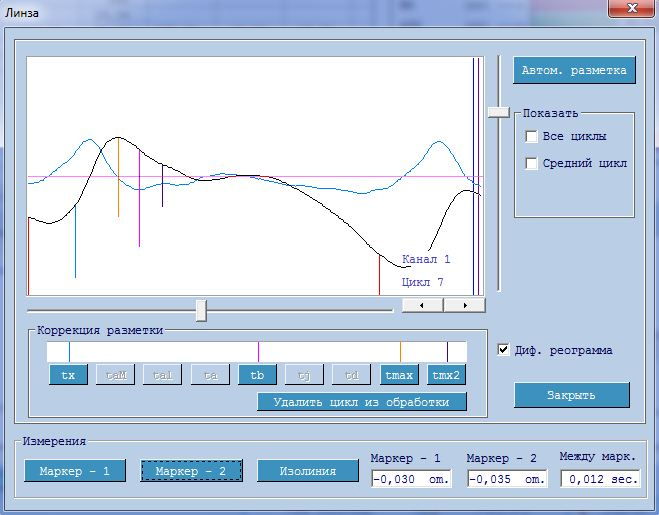 Линза
Автом. разметка
Показать
Все циклы
Средний цикл
Канал 1
Цикл 7
Коррекция разметки
Диф. реограмма
tx taM tal ta tb tj td tmax tmx2
Удалить цикл из обработки
Закрыть
Измерения
Маркер - 1 Маркер - 2 Изолиния
Маркер - 1 Маркер - 2 Между марк.
-0,030 om. -0,035 om. 0,012 sec.